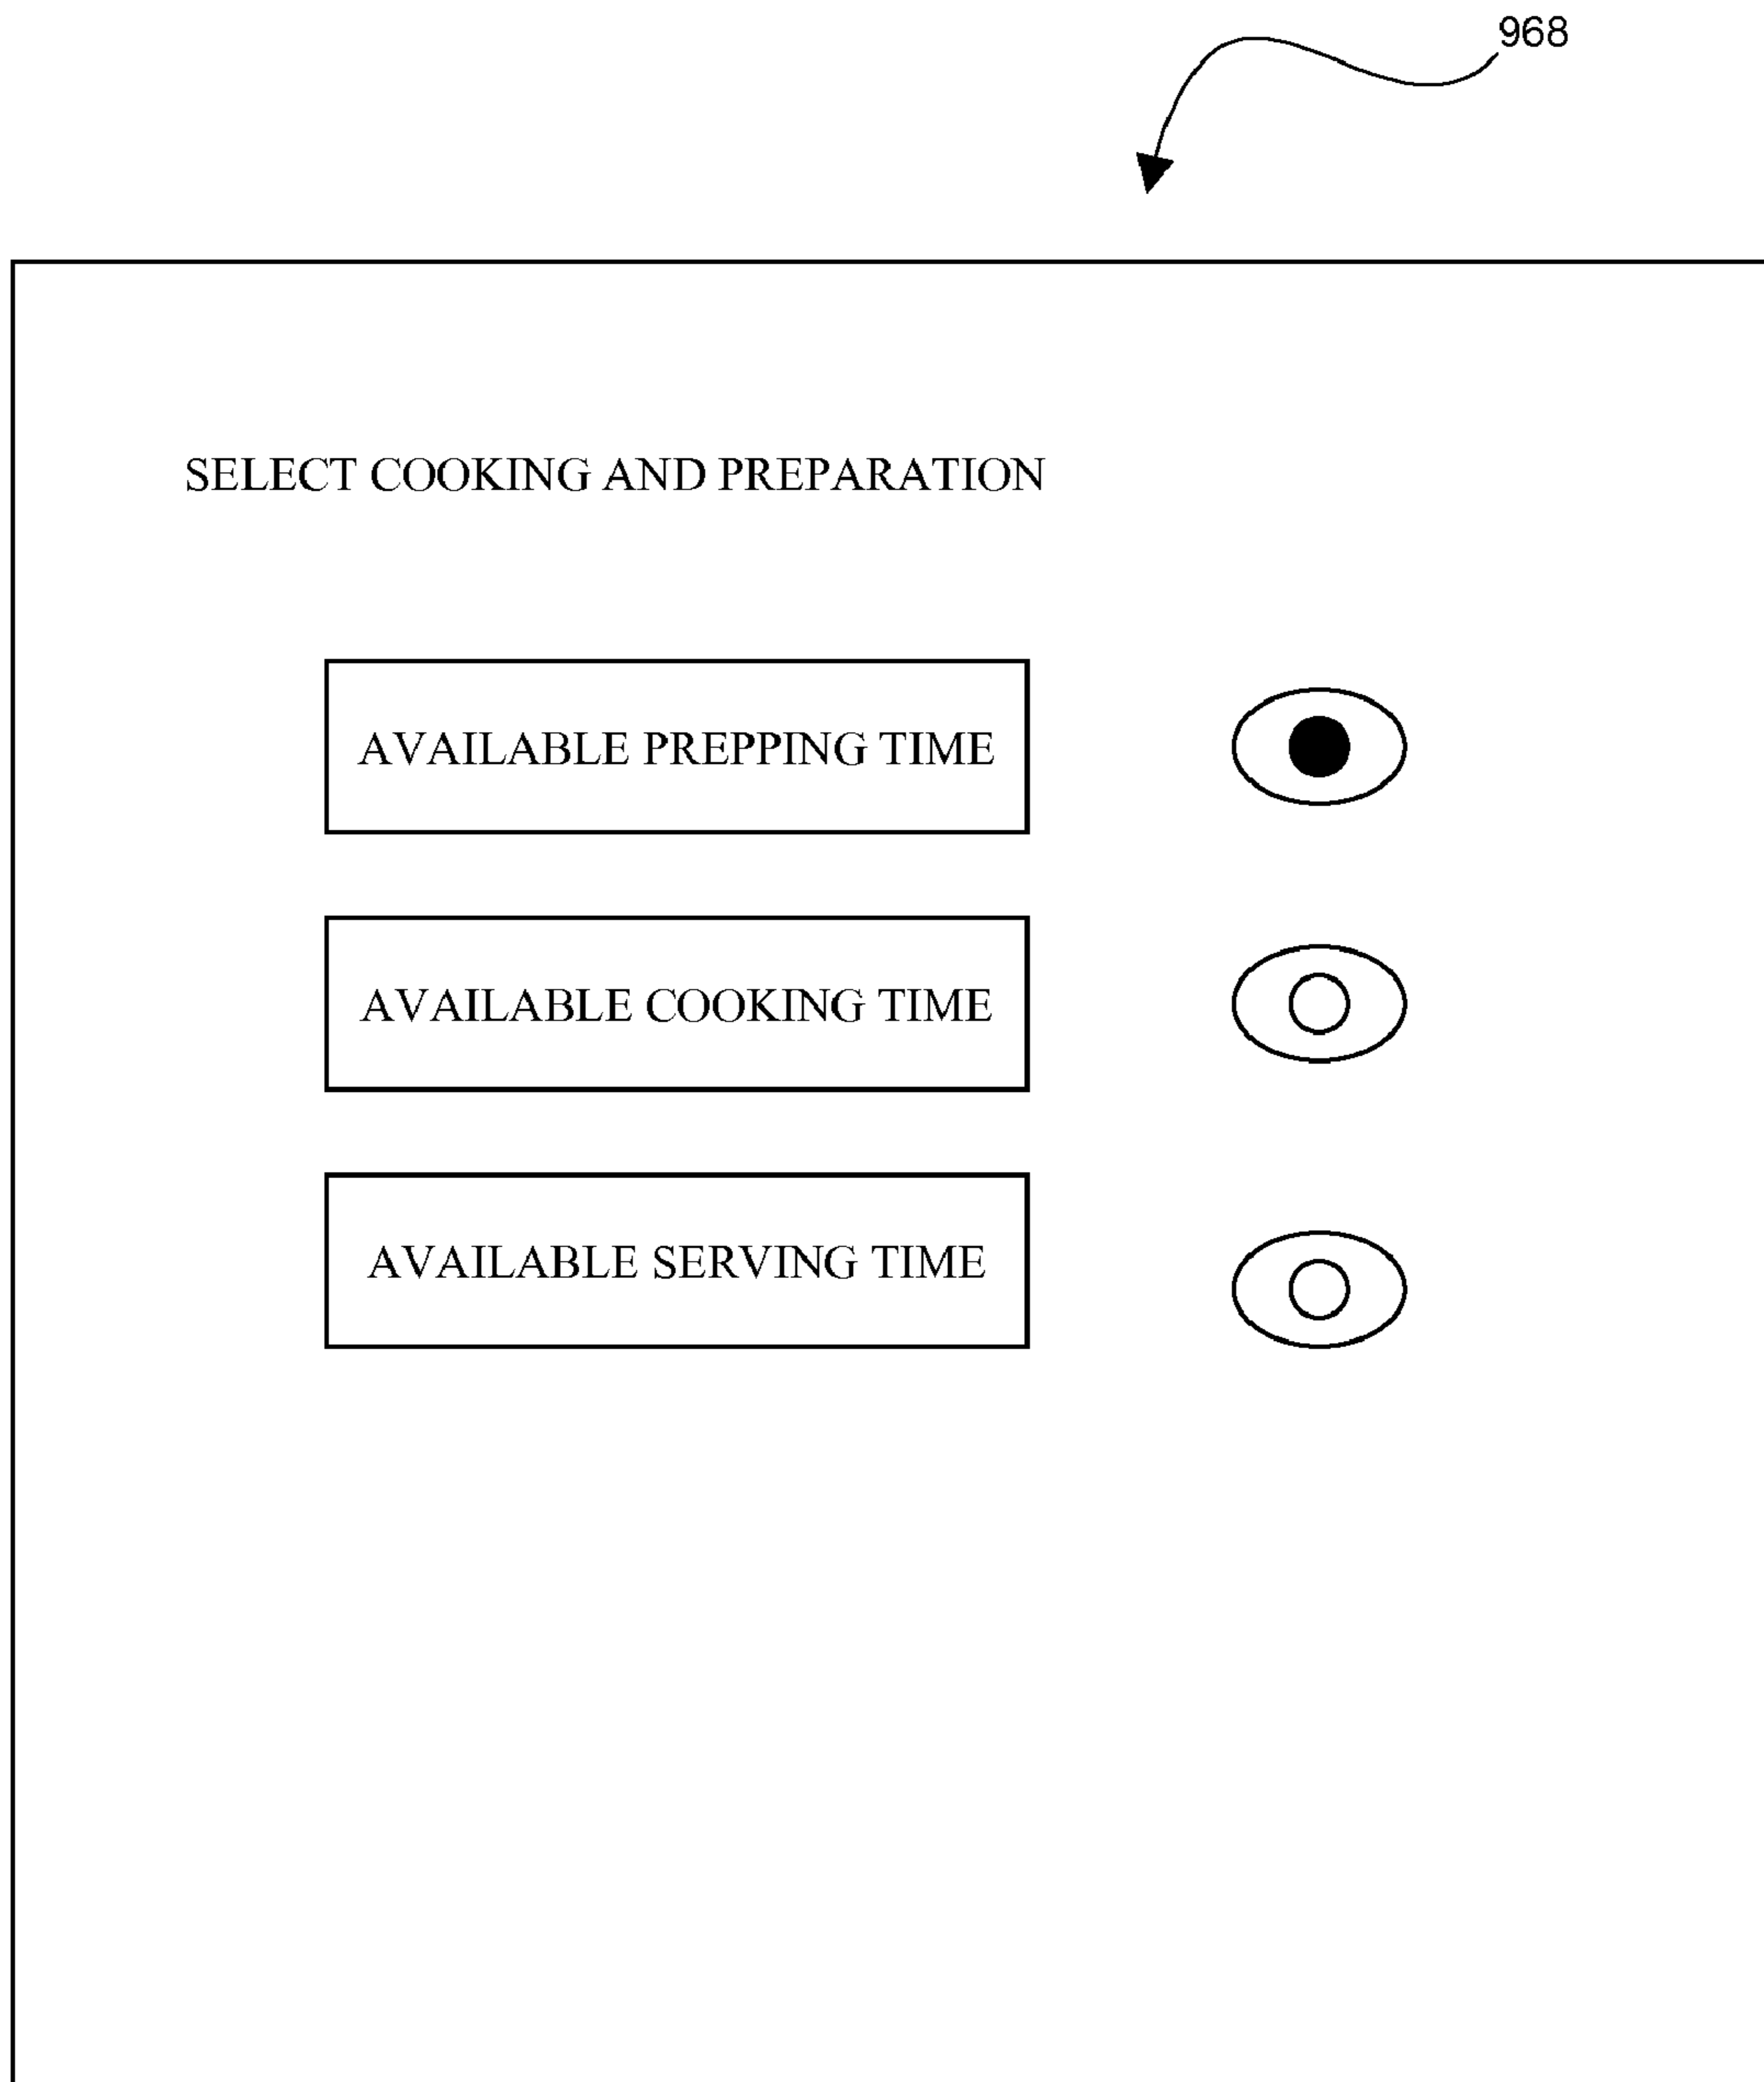 968
SELECT COOKING AND PREPARATION
AVAILABLE PREPPING TIME
AVAILABLE COOKING TIME
AVAILABLE SERVING TIME